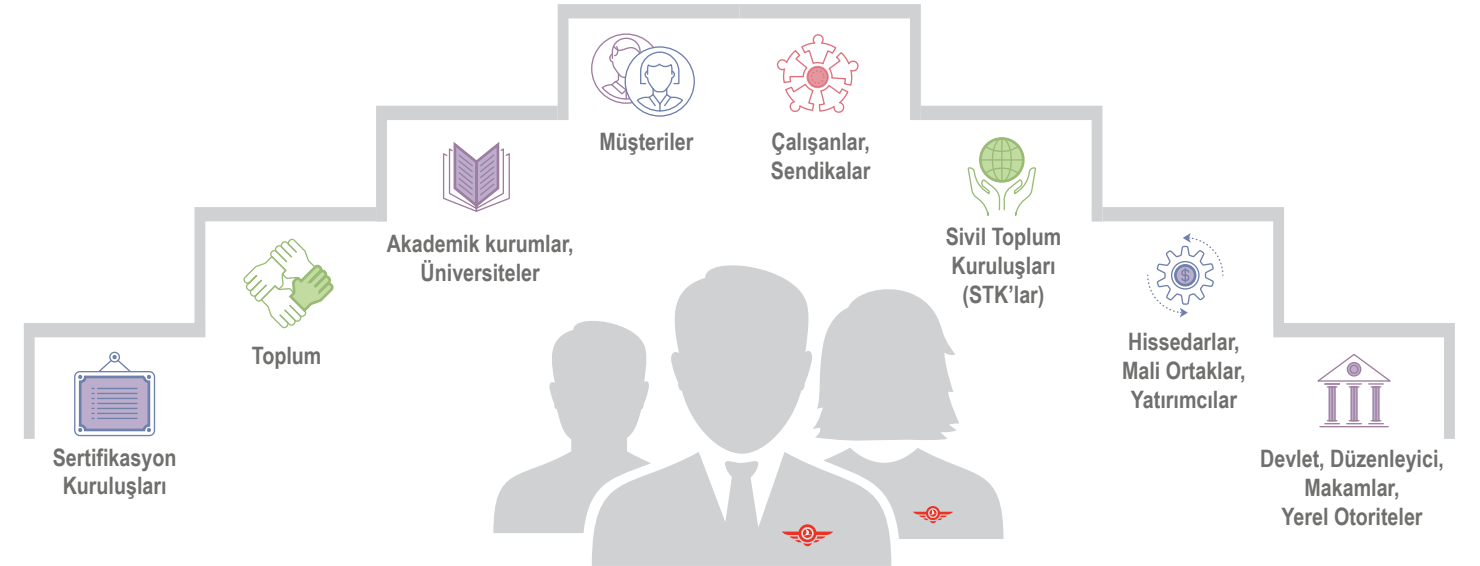 Sertifikasyon
Kuruluşları
Toplum
Akademik kurumlar,
Üniversiteler
Müşteriler
Çalışanlar,
Sendikalar
Sivil Toplum
Kuruluşları
(STK’lar)
Hissedarlar,
Mali Ortaklar,
Yatırımcılar
Devlet, Düzenleyici,
Makamlar,
Yerel Otoriteler